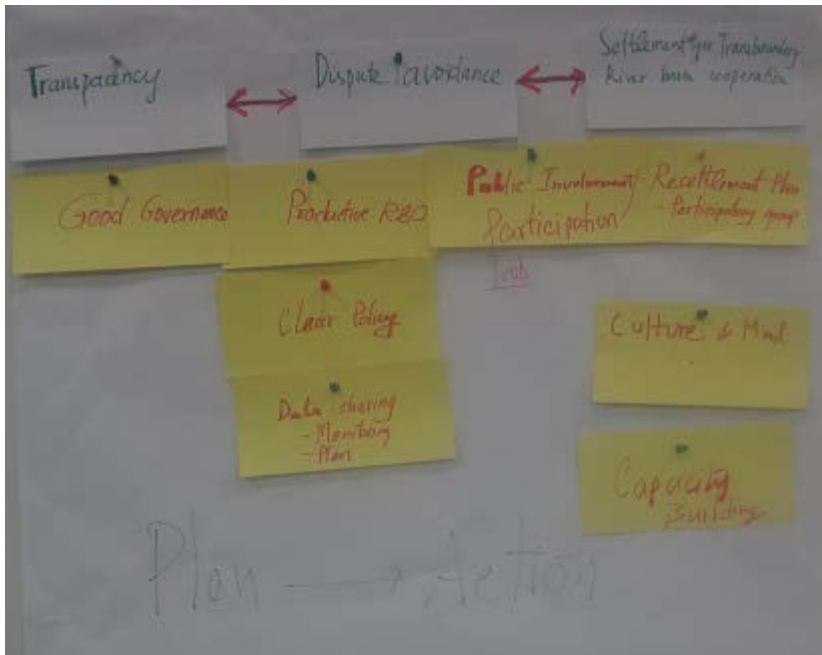 Transparency
Dispute avoidance
Settlement for Transboundary
River basin cooperation
Good Governance
Productive RBO
Public Involvement
Participation
Resettlement Plan
- Participatory group
Clear Policy
Data sharing
- Monitoring
- Plan
Culture & Mind
Capacity
Building
Plan → Action